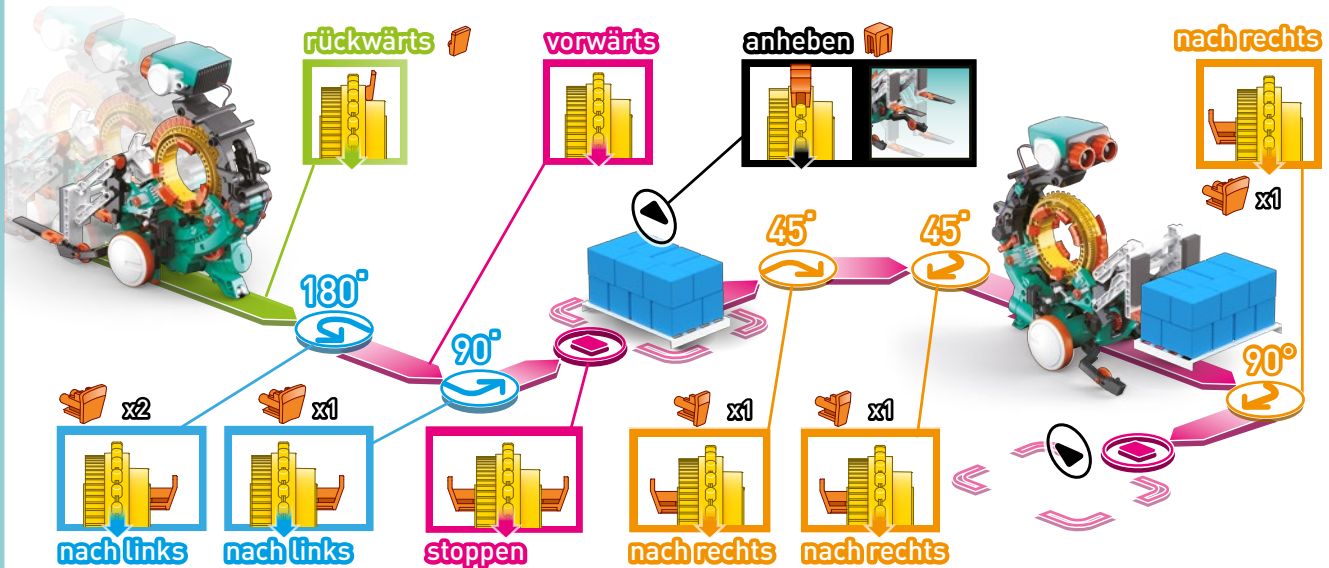 rückwärts
vorwärts
anheben
nach rechts
x1
180°
90°
45°
45°
90°
x2
x1
x1
x1
nach links
nach links
stoppen
nach rechts
nach rechts